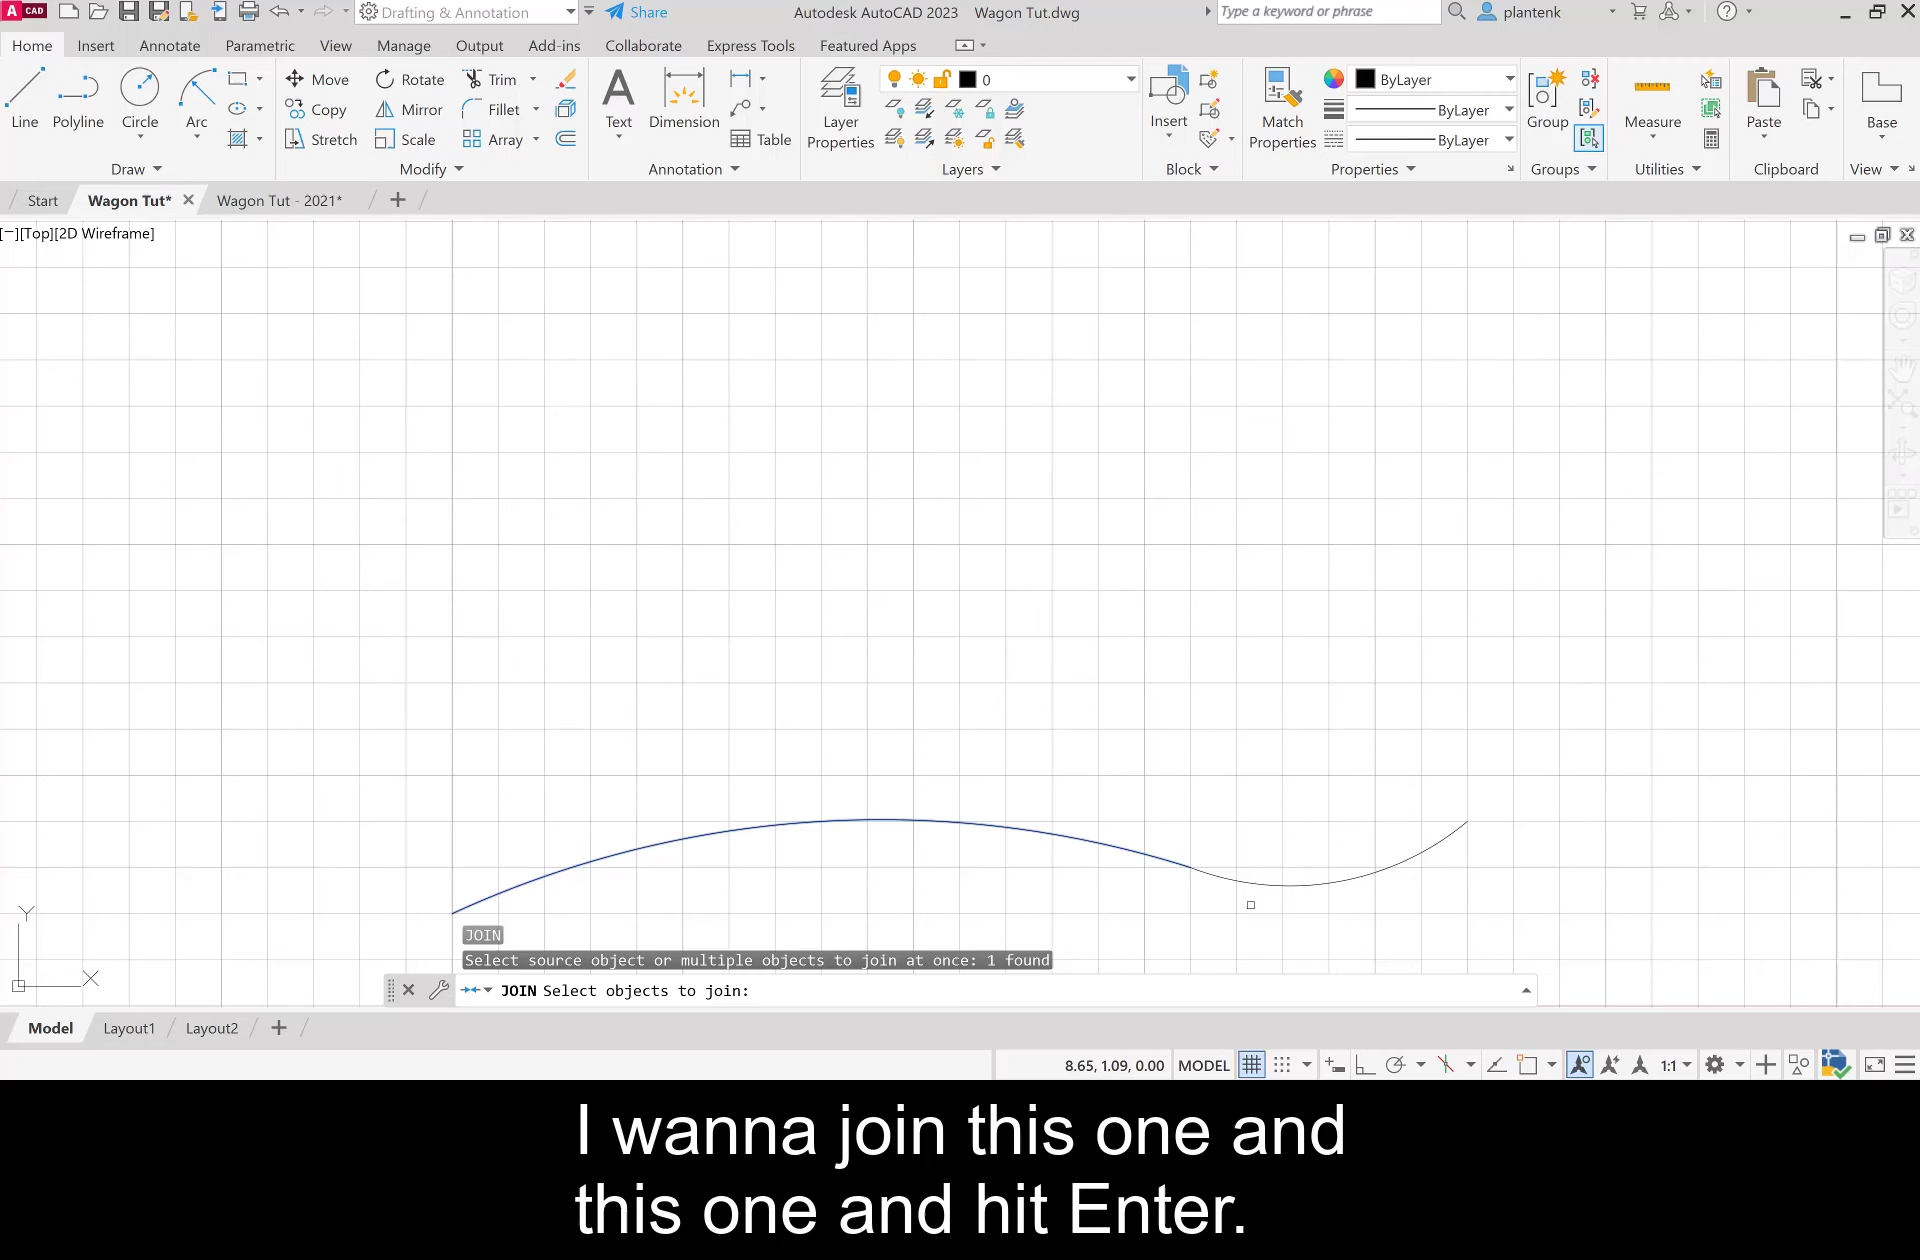 A CAD Drafting & Annotation Share Autodesk AutoCAD 2023 Wagon Tut.dwg Type a keyword or phrase plantenk
Home Insert Annotate Parametric View Manage Output Add-ins Collaborate Express Tools Featured Apps
Line Polyline Circle Arc
Move Rotate Trim
Copy Mirror Fillet
Stretch Scale Array
Text Dimension Table
Layer Properties 0
Insert
Match Properties ByLayer
ByLayer
ByLayer
Group Measure Paste Base
Draw Modify Annotation Layers Block Properties Groups Utilities Clipboard View
Start Wagon Tut* Wagon Tut - 2021*
[−][Top][2D Wireframe]
Y
X
JOIN
Select source object or multiple objects to join at once: 1 found
JOIN Select objects to join:
Model Layout1 Layout2
8.65, 1.09, 0.00 MODEL 1:1
I wanna join this one and
this one and hit Enter.